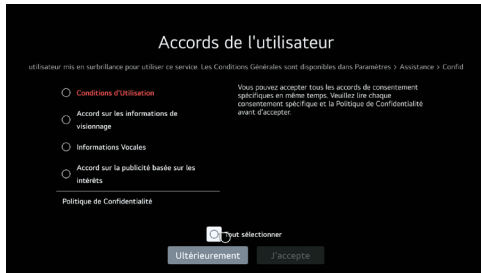 Accords de l'utilisateur
utilisateur mis en surbrillance pour utiliser ce service. Les Conditions Générales sont disponibles dans Paramètres > Assistance > Confid
Conditions d'Utilisation
Accord sur les informations de
visionnage
Informations Vocales
Accord sur la publicité basée sur les
intérêts
Politique de Confidentialité
Vous pouvez accepter tous les accords de consentement
spécifiques en même temps. Veuillez lire chaque
consentement spécifique et la Politique de Confidentialité
avant d'accepter.
Tout sélectionner
Ultérieurement
J'accepte